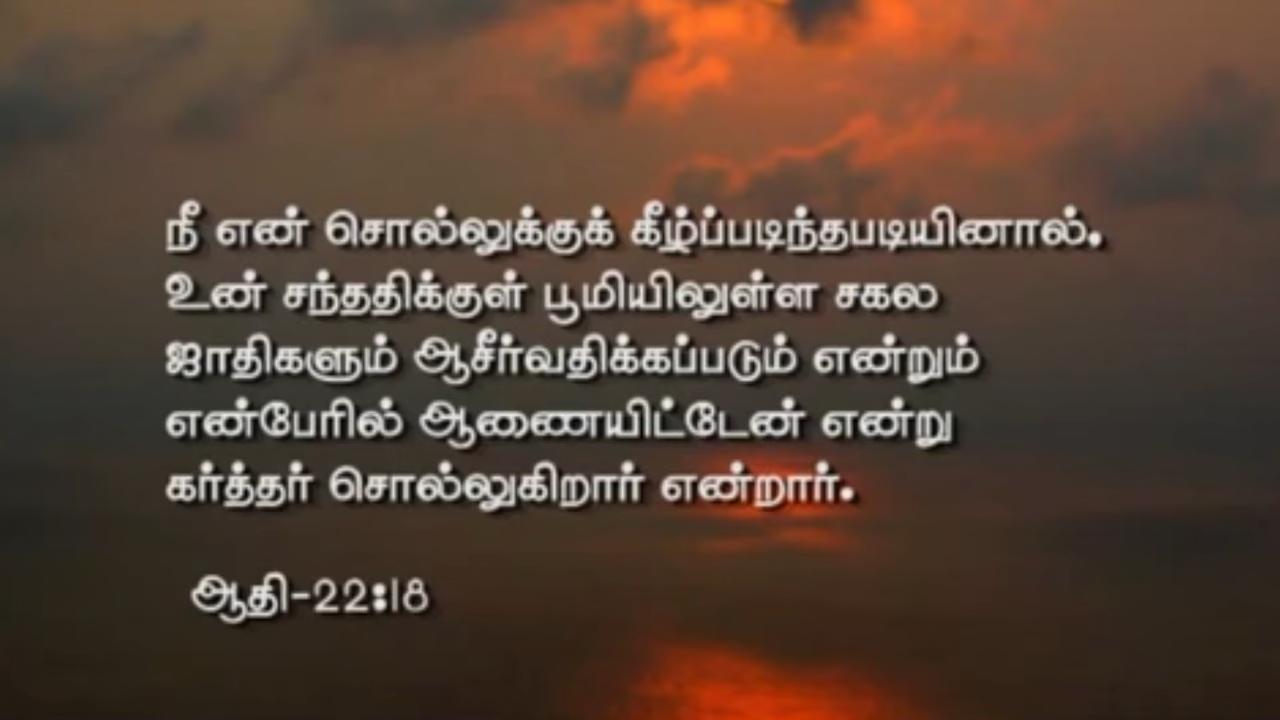 நீ என் சொல்லுக்குக் கீழ்ப்படிந்தபடியினால்.
உன் சந்ததிக்குள் பூமியிலுள்ள சகல
ஜாதிகளும் ஆசீர்வதிக்கப்படும் என்றும்
என்பேரில் ஆணையிட்டேன் என்று
கர்த்தர் சொல்லுகிறார் என்றார்.
ஆதி-22:18